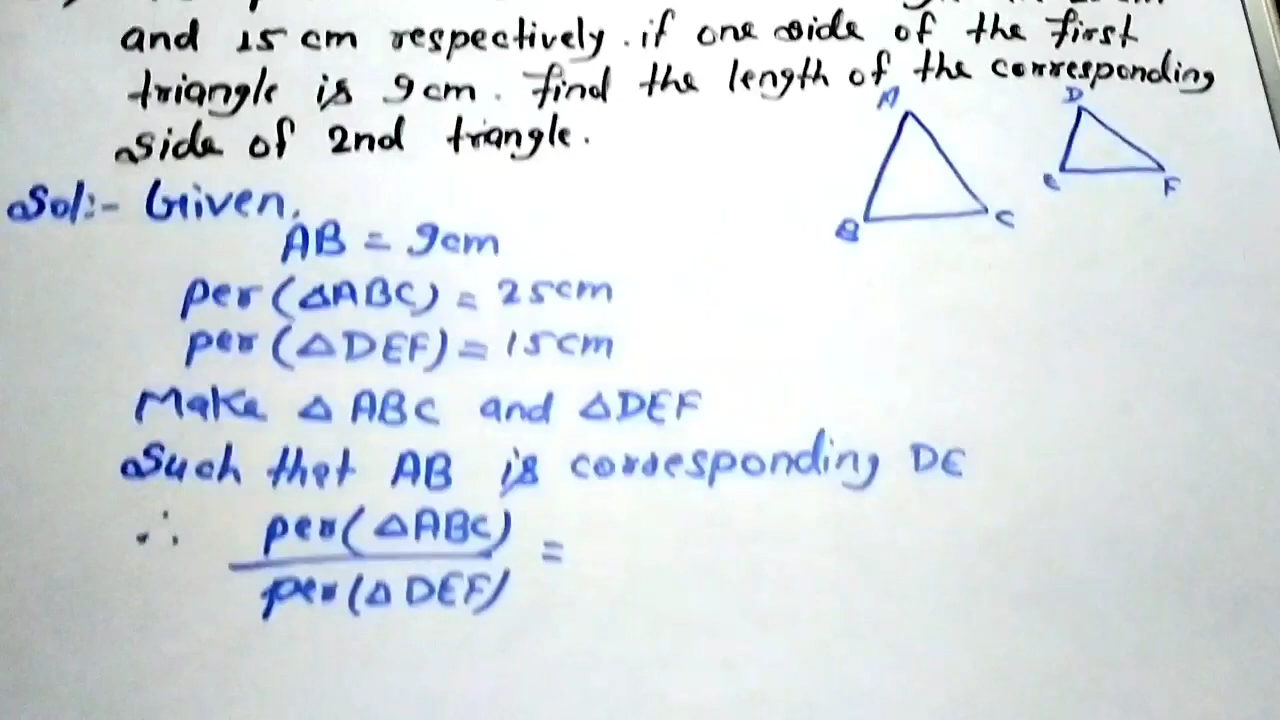 and 15 cm respectively. if one side of the first
triangle is 9cm. find the length of the corresponding
side of 2nd triangle.
A
B
C
D
E
F
Sol:- Given,
AB = 9cm
per (△ABC) = 25cm
per (△DEF) = 15cm
Make △ ABC and △DEF
Such that AB is corresponding DE
∴ per(△ABC) =
per(△DEF)